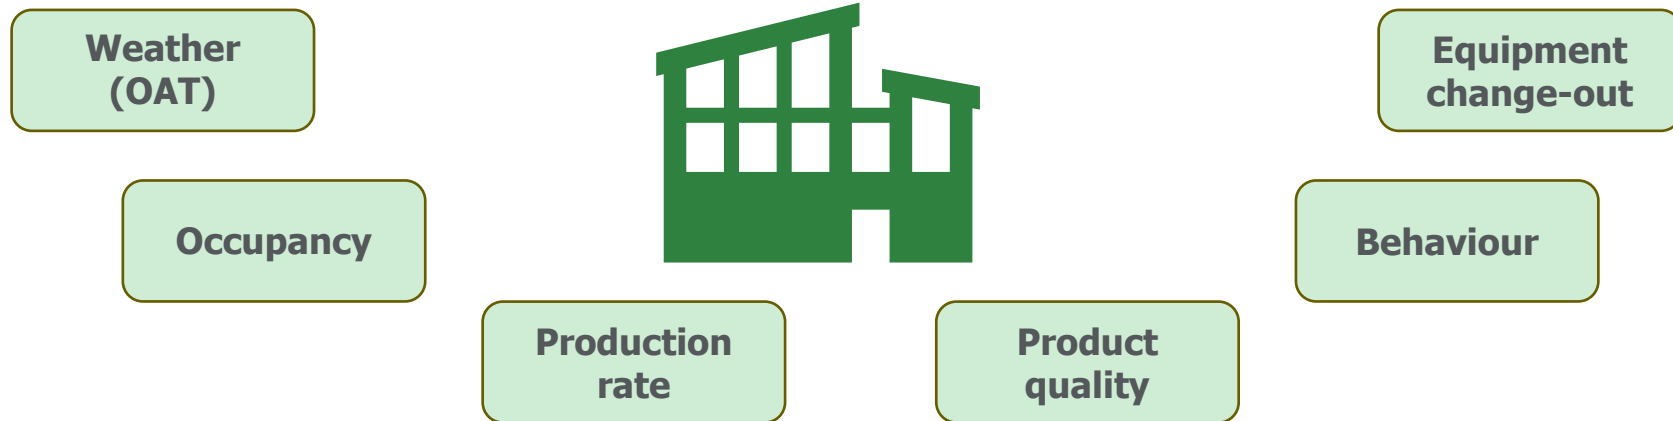 Weather
(OAT)
Equipment
change-out
Occupancy
Behaviour
Production
rate
Product
quality